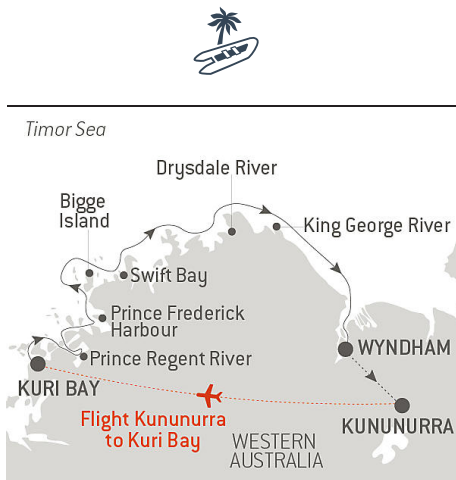 Timor Sea
Drysdale River
Bigge
Island
King George River
Swift Bay
Prince Frederick
Harbour
WYNDHAM
Prince Regent River
KURI BAY
Flight Kununurra
to Kuri Bay
KUNUNURRA
WESTERN
AUSTRALIA